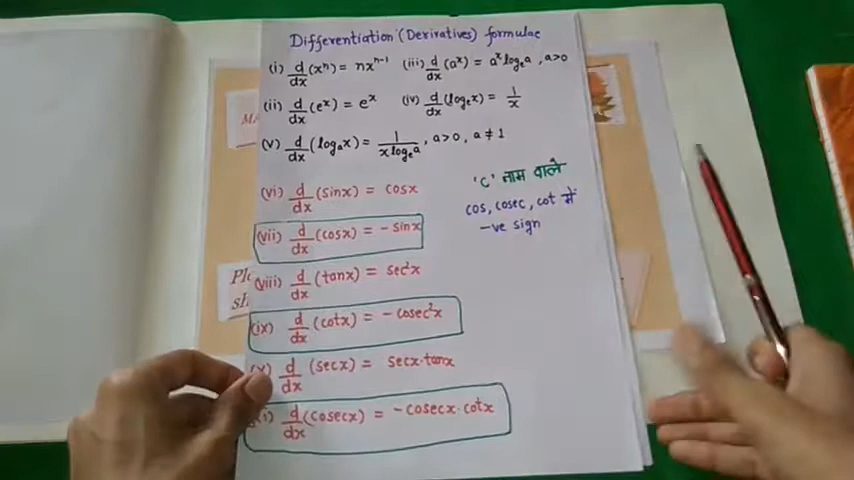 Differentiation (Derivatives) formulae
(i) d/dx (xⁿ) = nxⁿ⁻¹ (iii) d/dx (aˣ) = aˣ logₑa , a>0
(ii) d/dx (eˣ) = eˣ (iv) d/dx (logₑx) = 1/x
(v) d/dx (logₐx) = 1/(x logₑa) , a>0, a ≠ 1
(vi) d/dx (sinx) = cosx
(vii) d/dx (cosx) = - sinx
(viii) d/dx (tanx) = sec²x
(ix) d/dx (cotx) = - cosec²x
(x) d/dx (secx) = secx·tanx
d/dx (cosecx) = - cosecx·cotx
'C' नाम वाले
cos, cosec, cot में
-ve sign